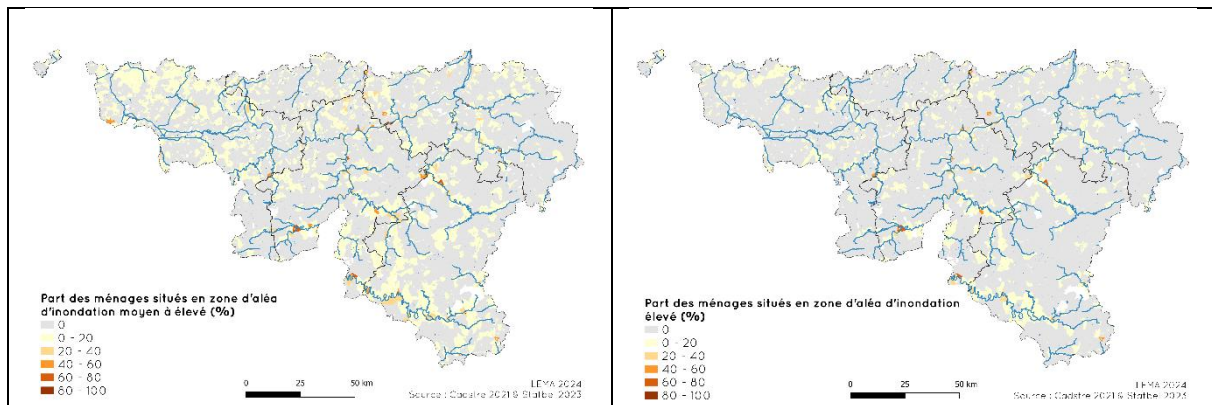 Part des ménages situés en zone d'aléa
d'inondation moyen à élevé (%)
0
0 - 20
20 - 40
40 - 60
60 - 80
80 - 100
0 25 50 km
LEMA 2024
Source : Cadstre 2021 & Statbel 2023
Part des ménages situés en zone d'aléa d'inondation
élevé (%)
0
0 - 20
20 - 40
40 - 60
60 - 80
80 - 100
0 25 50 km
LEMA 2024
Source : Cadstre 2021 & Statbel 2023